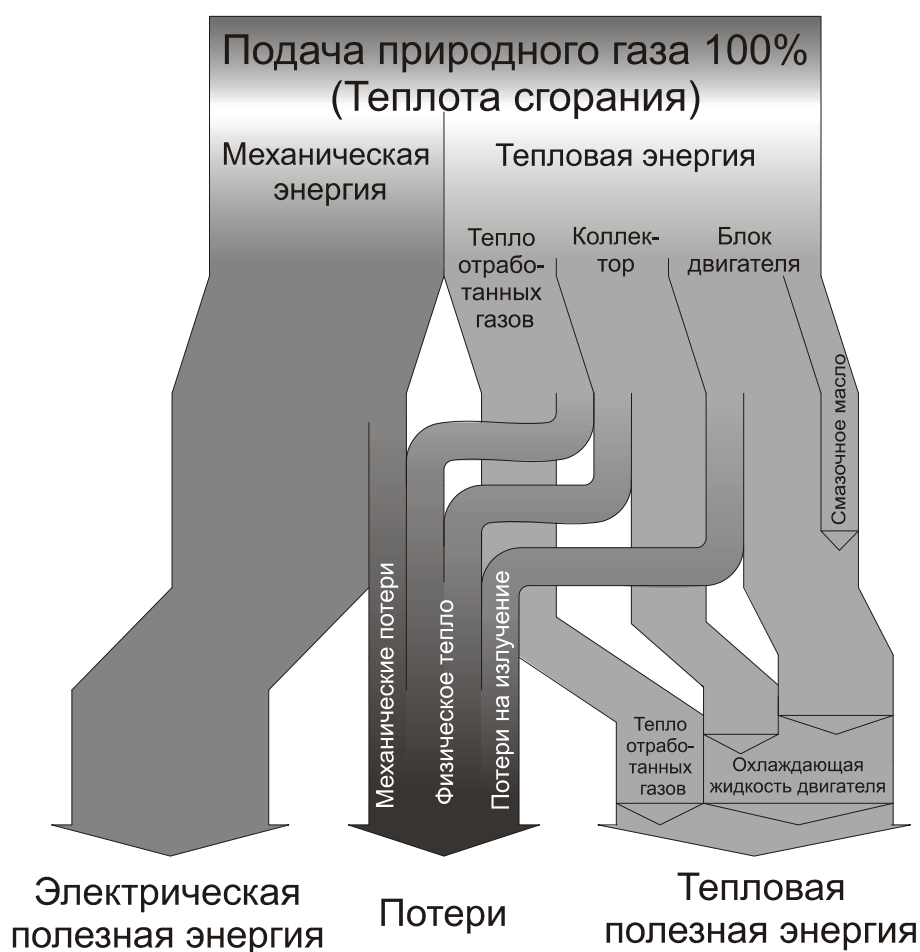 Подача природного газа 100%
(Теплота сгорания)
Механическая
энергия
Тепловая энергия
Тепло
отрабо-
танных
газов
Коллек-
тор
Блок
двигателя
Смазочное масло
Механические потери
Физическое тепло
Потери на излучение
Тепло
отрабо-
танных
газов
Охлаждающая
жидкость двигателя
Электрическая
полезная энергия
Потери
Тепловая
полезная энергия